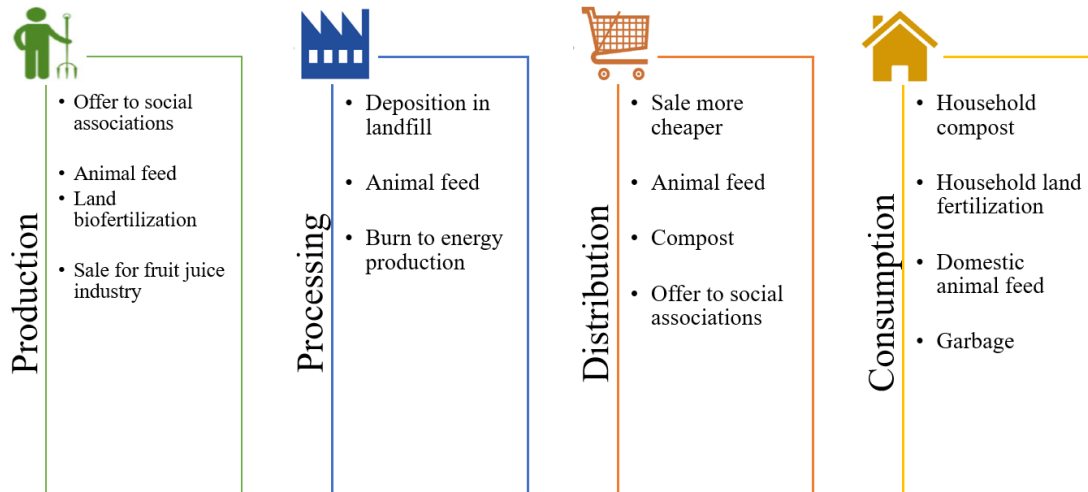 Production
• Offer to social
associations
• Animal feed
• Land
biofertilization
• Sale for fruit juice
industry
Processing
• Deposition in
landfill
• Animal feed
• Burn to energy
production
Distribution
• Sale more
cheaper
• Animal feed
• Compost
• Offer to social
associations
Consumption
• Household
compost
• Household land
fertilization
• Domestic
animal feed
• Garbage